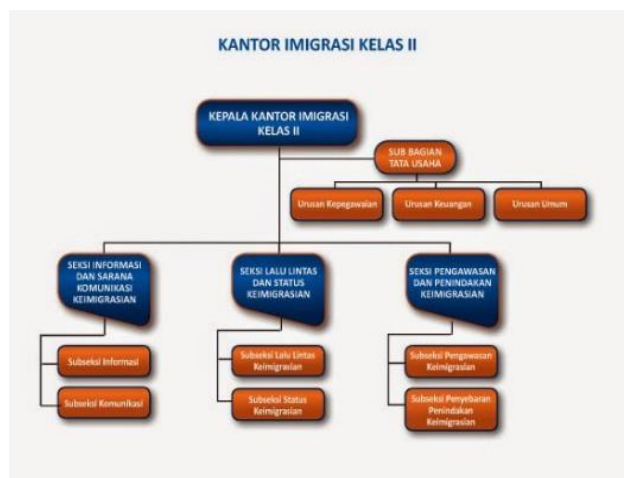 KANTOR IMIGRASI KELAS II
KEPALA KANTOR IMIGRASI
KELAS II
SUB BAGIAN
TATA USAHA
Urusan Kepegawaian
Urusan Keuangan
Urusan Umum
SEKSI INFORMASI
DAN SARANA
KOMUNIKASI
KEIMIGRASIAN
SEKSI LALU LINTAS
DAN STATUS
KEIMIGRASIAN
SEKSI PENGAWASAN
DAN PENINDAKAN
KEIMIGRASIAN
Subseksi Informasi
Subseksi Komunikasi
Subseksi Lalu Lintas
Keimigrasian
Subseksi Status
Keimigrasian
Subseksi Pengawasan
Keimigrasian
Subseksi Penyebaran
Penindakan
Keimigrasian